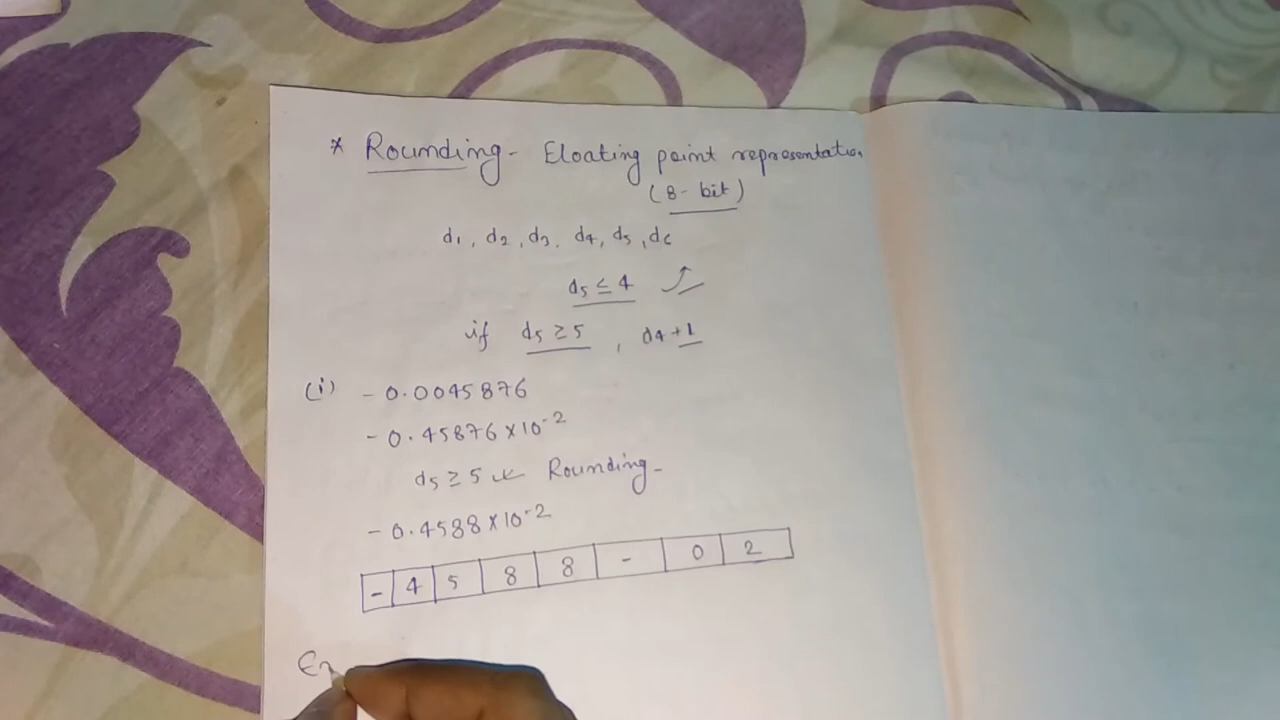 * Rounding - Eloating point representation
(8-bit)
d1, d2, d3, d4, d5, d6
d5 ≤ 4
if d5 ≥ 5, d4+1
(i) - 0.0045876
- 0.45876 × 10^-2
d5 ≥ 5 Rounding -
- 0.4588 × 10^-2
- 4 5 8 8 - 0 2